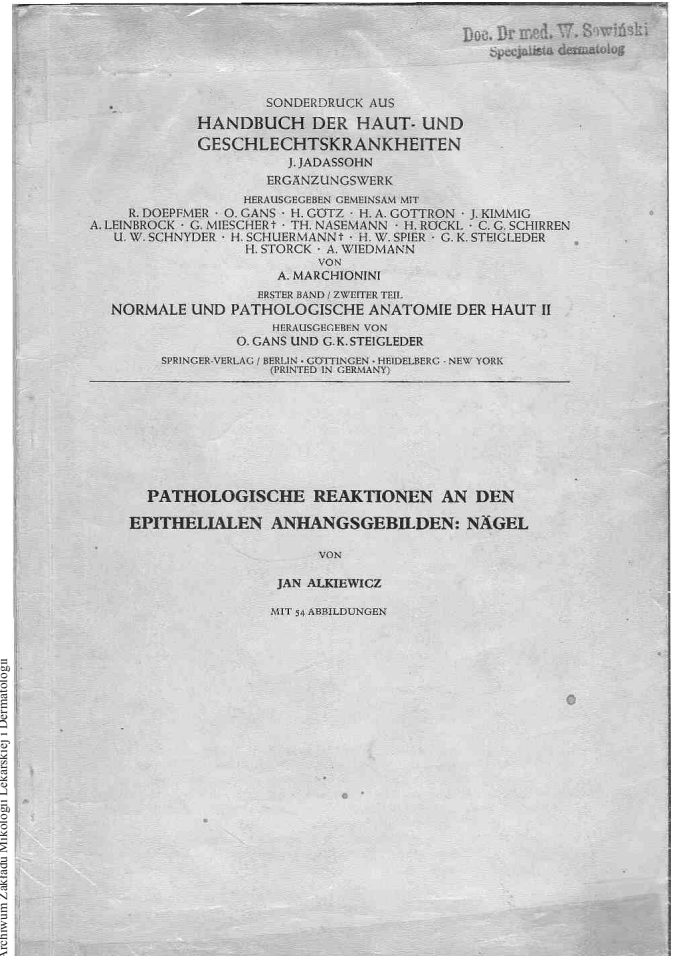 Doc. Dr med. W. Sowiński
Specjalista dermatolog
SONDERDRUCK AUS
HANDBUCH DER HAUT- UND
GESCHLECHTSKRANKHEITEN
J. JADASSOHN
ERGÄNZUNGSWERK
HERAUSGEGEBEN GEMEINSAM MIT
R. DOEPFMER · O. GANS · H. GÖTZ · H. A. GOTTRON · J. KIMMIG
A. LEINBROCK · G. MIESCHER† · TH. NASEMANN · H. RÖCKL · C. G. SCHIRREN
U. W. SCHNYDER · H. SCHUERMANN† · H. W. SPIER · G. K. STEIGLEDER
H. STORCK · A. WIEDMANN
VON
A. MARCHIONINI
ERSTER BAND / ZWEITER TEIL
NORMALE UND PATHOLOGISCHE ANATOMIE DER HAUT II
HERAUSGEGEBEN VON
O. GANS UND G. K. STEIGLEDER
SPRINGER-VERLAG / BERLIN · GÖTTINGEN · HEIDELBERG · NEW YORK
(PRINTED IN GERMANY)
PATHOLOGISCHE REAKTIONEN AN DEN
EPITHELIALEN ANHANGSGEBILDEN: NÄGEL
VON
JAN ALKIEWICZ
MIT 54 ABBILDUNGEN
Archiwum Zakładu Mikologii Lekarskiej i Dermatologii